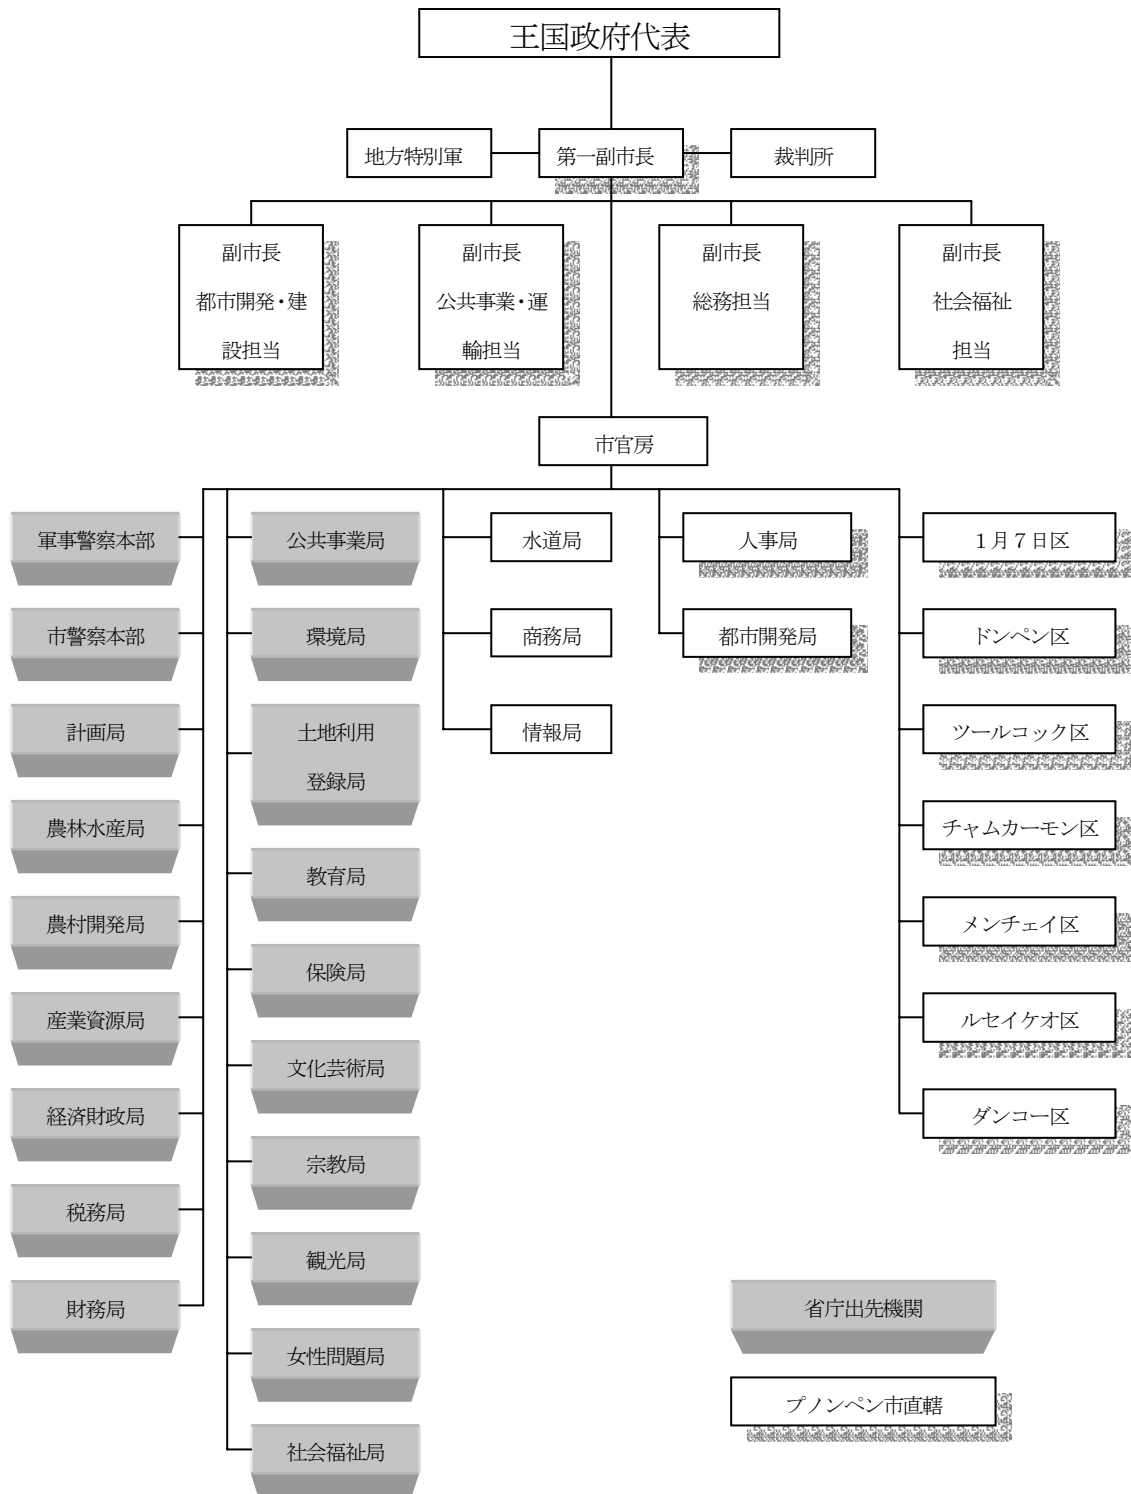 王国政府代表
地方特別軍
第一副市長
裁判所
副市長
都市開発・建
設担当
副市長
公共事業・運
輸担当
副市長
総務担当
副市長
社会福祉
担当
市官房
軍事警察本部
市警察本部
計画局
農林水産局
農村開発局
産業資源局
経済財政局
税務局
財務局
公共事業局
環境局
土地利用
登録局
教育局
保険局
文化芸術局
宗教局
観光局
女性問題局
社会福祉局
水道局
商務局
情報局
人事局
都市開発局
１月７日区
ドンペン区
ツールコック区
チャムカーモン区
メンチェイ区
ルセイケオ区
ダンコー区
省庁出先機関
プノンペン市直轄